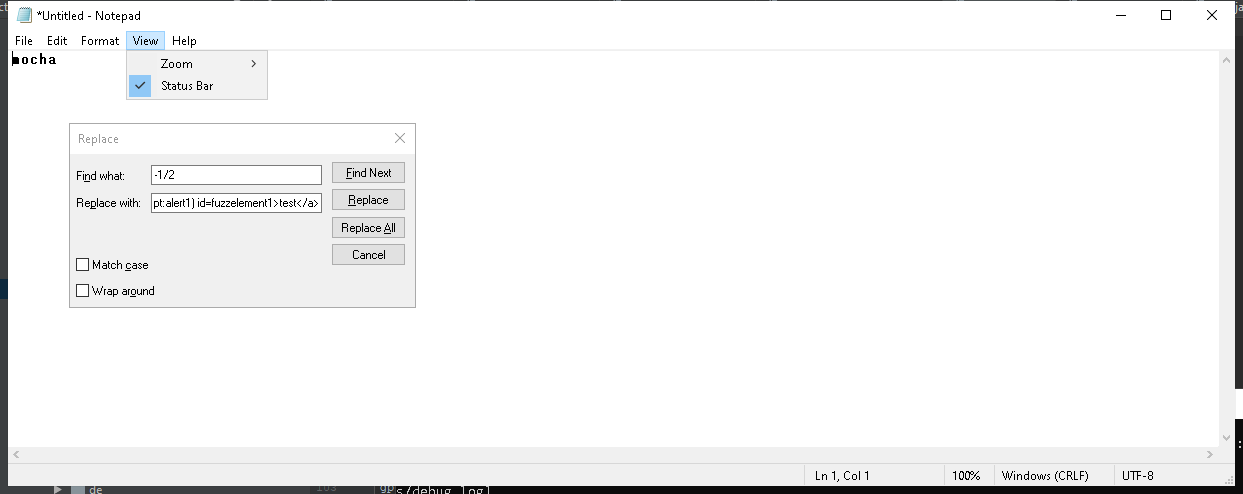 *Untitled - Notepad
File Edit Format View Help
mocha
Zoom
Status Bar
Replace
Find what:
-1/2
Find Next
Replace with:
pt:alert1) id=fuzzelement1>test</a>
Replace
Replace All
Cancel
Match case
Wrap around
Ln 1, Col 1
100%
Windows (CRLF)
UTF-8
de